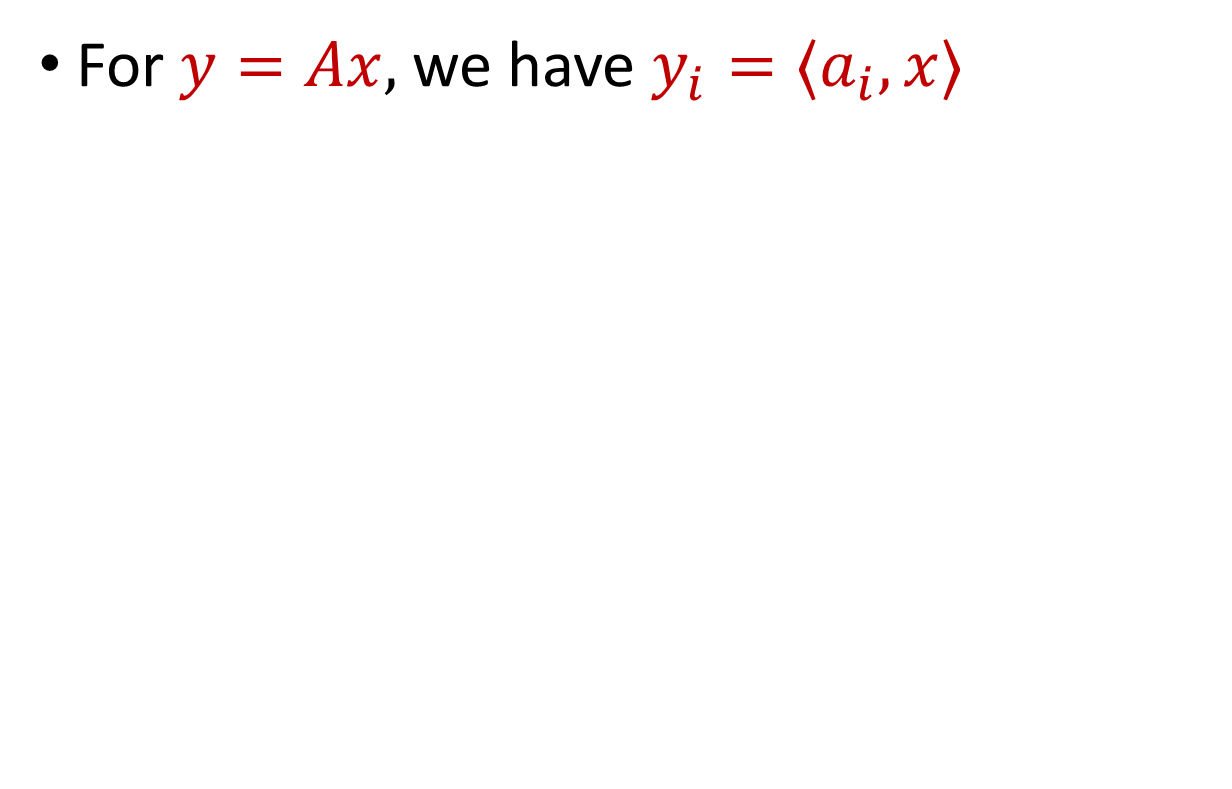 • For y = Ax, we have yᵢ = ⟨aᵢ, x⟩